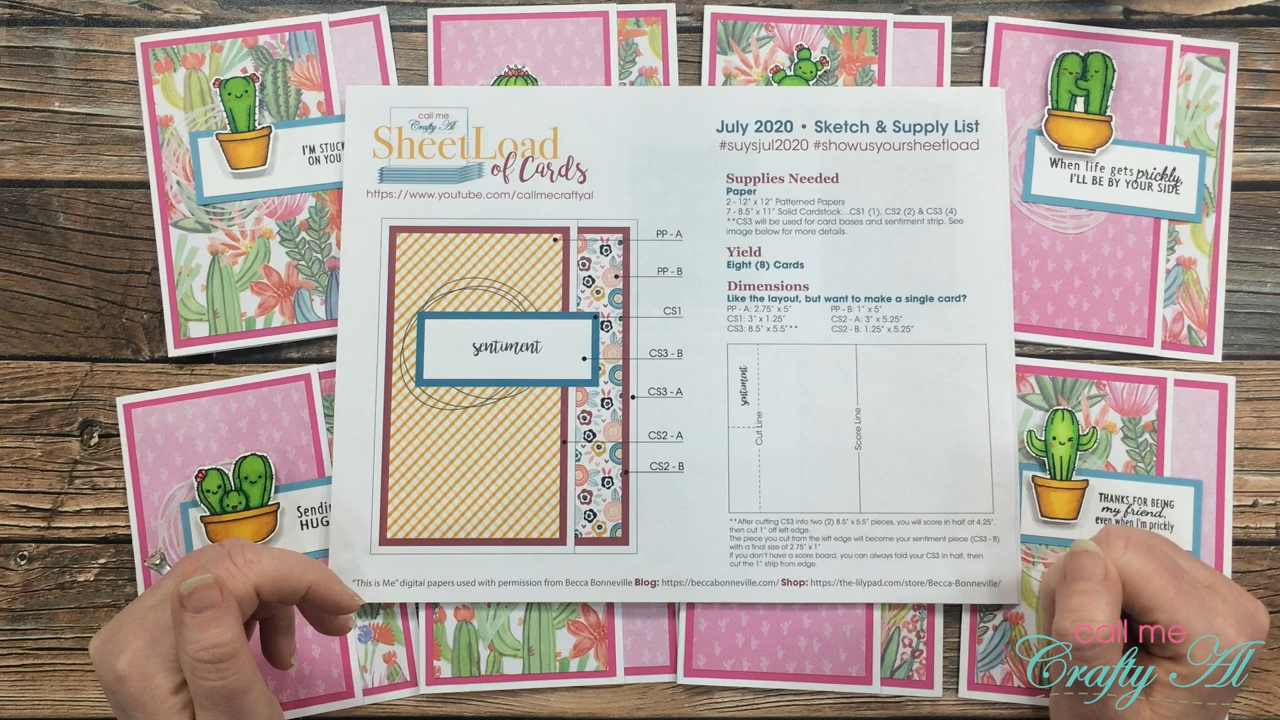 I'M STUCK
ON YOU
call me
Crafty Al
SheetLoad
of Cards
https://www.youtube.com/callmecraftyal
July 2020 • Sketch & Supply List
#suysjul2020 #showusyoursheetload
Supplies Needed
Paper
2 - 12" x 12" Patterned Papers
7 - 8.5" x 11" Solid Cardstock...CS1 (1), CS2 (2) & CS3 (4)
**CS3 will be used for card bases and sentiment strip. See
image below for more details.
Yield
Eight (8) Cards
Dimensions
Like the layout, but want to make a single card?
PP - A: 2.75" x 5"
PP - B: 1" x 5"
CS1: 3" x 1.25"
CS2 - A: 3" x 5.25"
CS3: 8.5" x 5.5"**
CS2 - B: 1.25" x 5.25"
PP - A
PP - B
CS1
CS3 - B
CS3 - A
CS2 - A
CS2 - B
sentiment
sentiment
Cut Line
Score Line
**After cutting CS3 into two (2) 8.5" x 5.5" pieces, you will score in half at 4.25",
then cut 1" off left edge.
The piece you cut from the left edge will become your sentiment piece (CS3 - B)
with a final size of 2.75" x 1"
If you don't have a score board, you can always fold your CS3 in half, then
cut the 1" strip from edge.
"This is Me" digital papers used with permission from Becca Bonneville Blog: https://beccabonneville.com/ Shop: https://the-lilypad.com/store/Becca-Bonneville/
When life gets prickly,
I'LL BE BY YOUR SIDE
Sending
HUG
THANKS FOR BEING
my friend,
even when I'm prickly
call me
Crafty Al